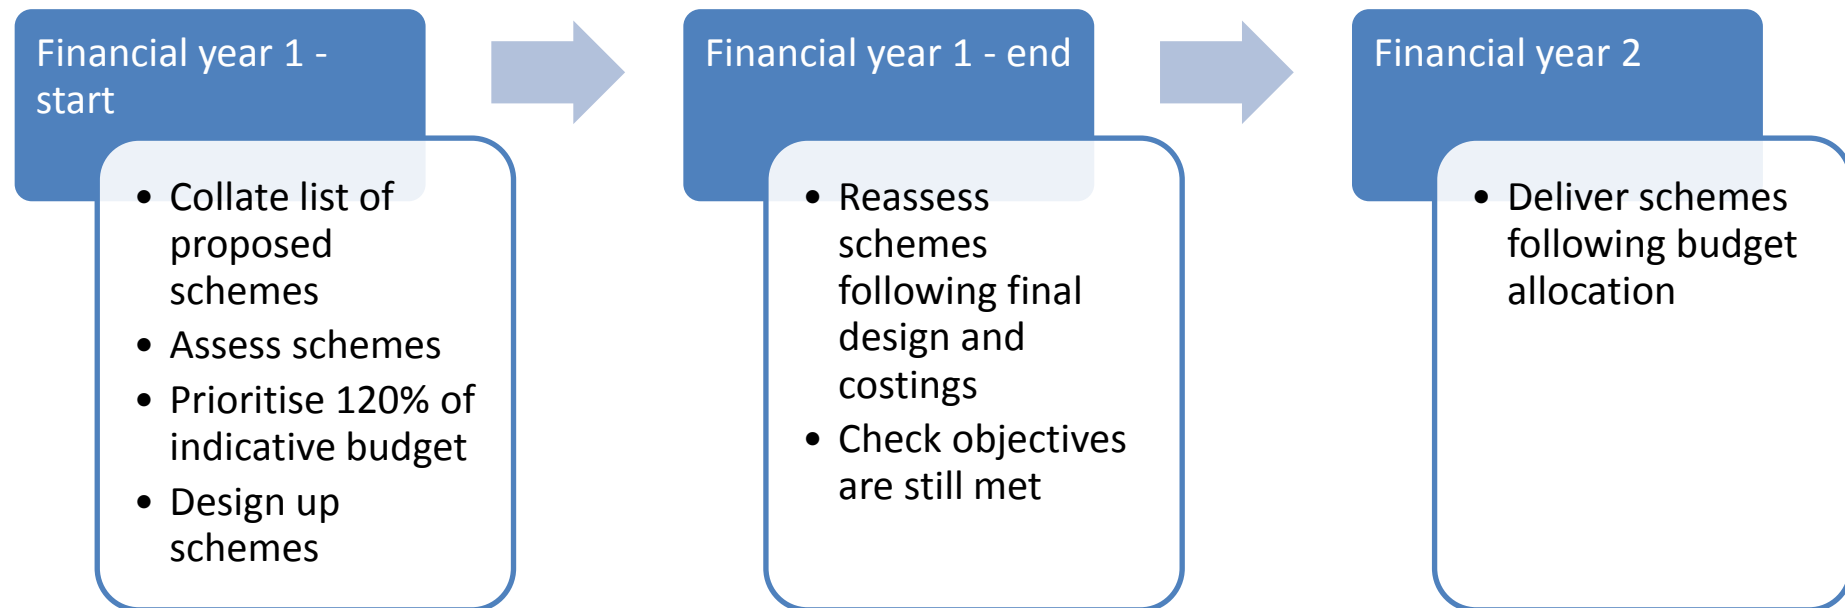 Financial year 1 -
start
• Collate list of
proposed
schemes
• Assess schemes
• Prioritise 120% of
indicative budget
• Design up
schemes
Financial year 1 - end
• Reassess
schemes
following final
design and
costings
• Check objectives
are still met
Financial year 2
• Deliver schemes
following budget
allocation